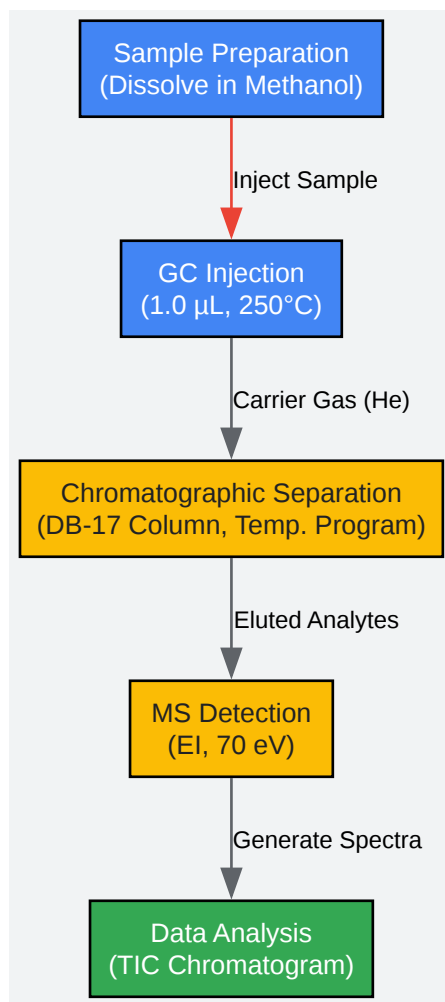 Sample Preparation
(Dissolve in Methanol)
Inject Sample
GC Injection
(1.0 µL, 250°C)
Carrier Gas (He)
Chromatographic Separation
(DB-17 Column, Temp. Program)
Eluted Analytes
MS Detection
(EI, 70 eV)
Generate Spectra
Data Analysis
(TIC Chromatogram)